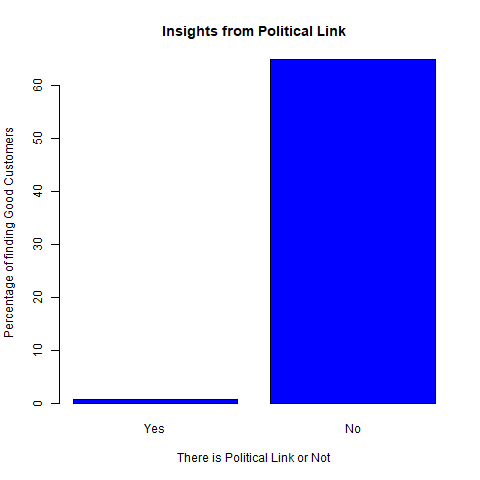 Insights from Political Link
Percentage of finding Good Customers
60
50
40
30
20
10
0
Yes No
There is Political Link or Not